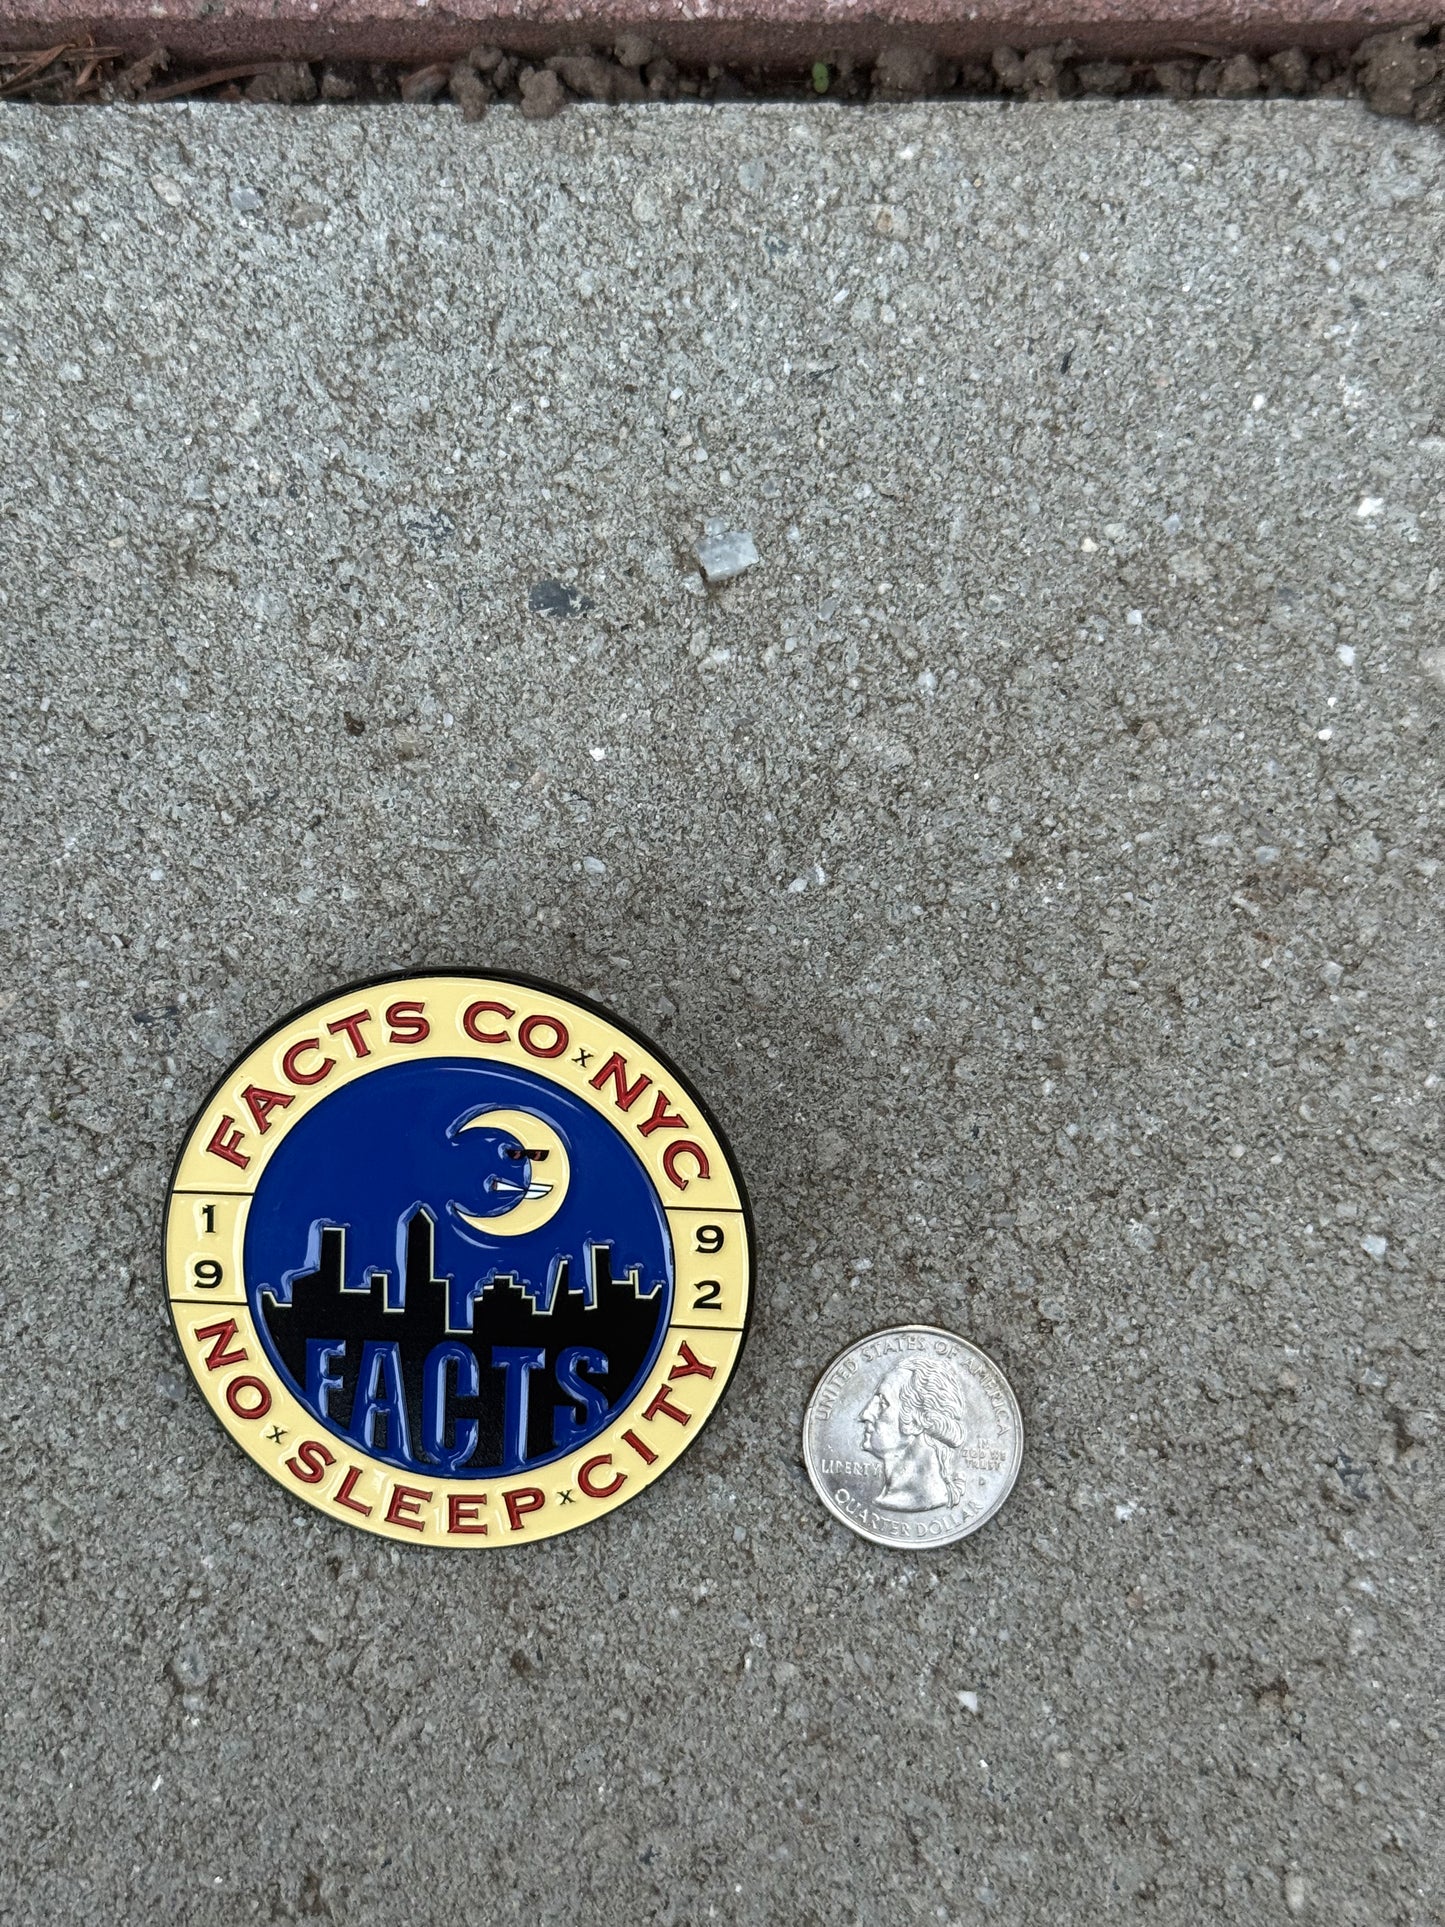 FACTS CO x NYC
19
92
FACTS
NO x SLEEP x CITY
UNITED STATES OF AMERICA
LIBERTY
IN
GOD WE
TRUST
D
QUARTER DOLLAR